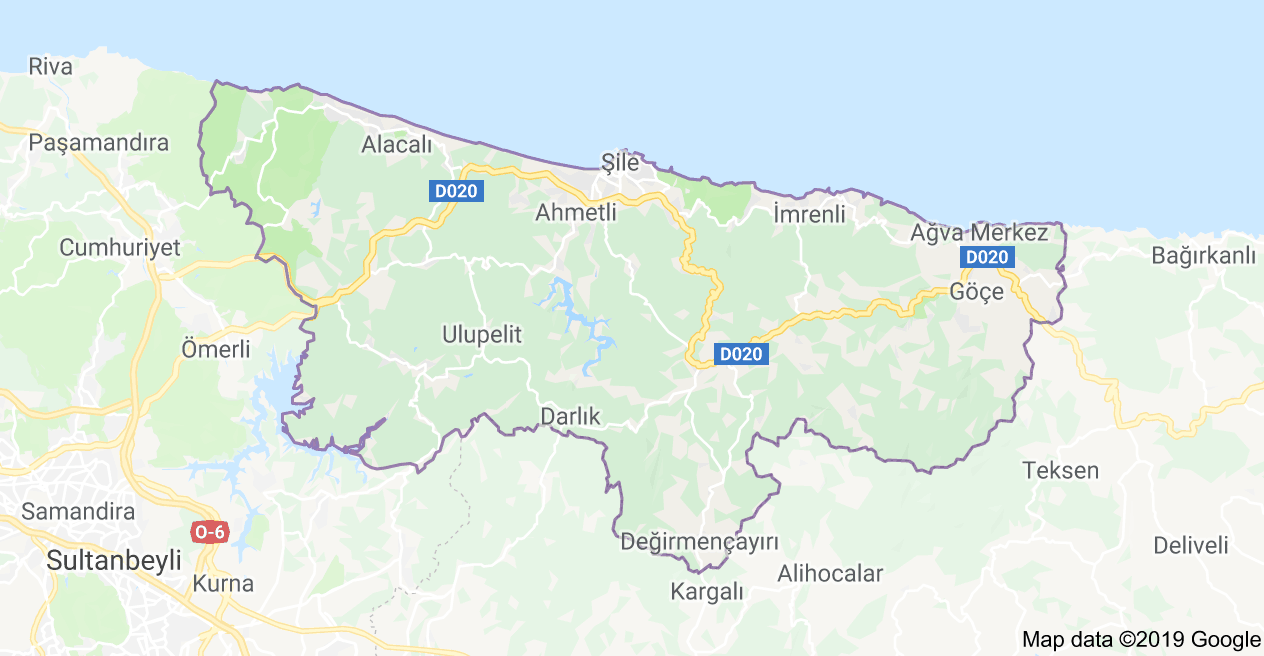 Riva
Paşamandıra
Alacalı
Şile
D020
Ahmetli
İmrenli
Ağva Merkez
Cumhuriyet
D020
Bağırkanlı
Göçe
Ulupelit
Ömerli
D020
Darlık
Teksen
Samandira
O-6
Değirmençayırı
Deliveli
Sultanbeyli
Kurna
Alihocalar
Kargalı
Map data ©2019 Google